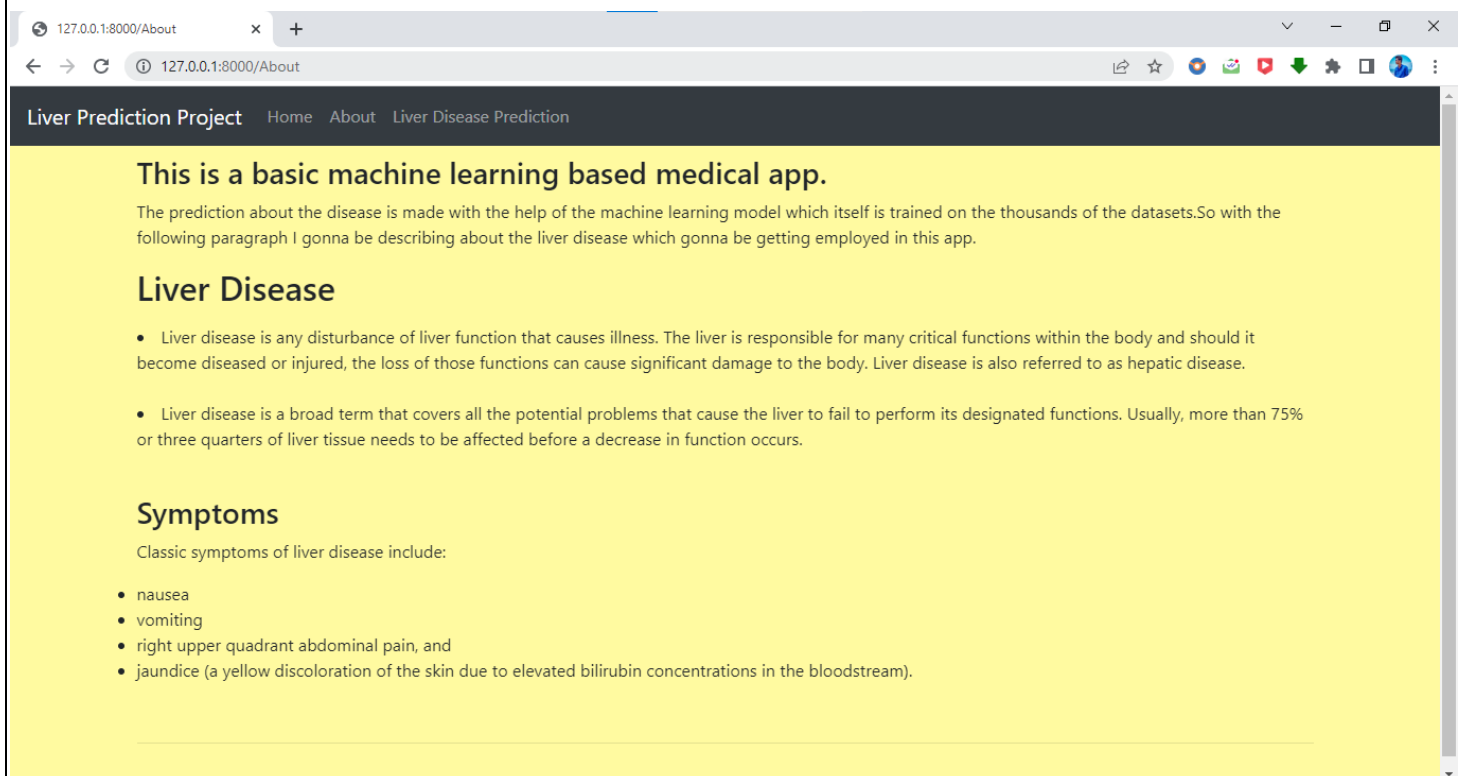 127.0.0.1:8000/About
127.0.0.1:8000/About
Liver Prediction Project Home About Liver Disease Prediction
This is a basic machine learning based medical app.
The prediction about the disease is made with the help of the machine learning model which itself is trained on the thousands of the datasets.So with the
following paragraph I gonna be describing about the liver disease which gonna be getting employed in this app.
Liver Disease
• Liver disease is any disturbance of liver function that causes illness. The liver is responsible for many critical functions within the body and should it
become diseased or injured, the loss of those functions can cause significant damage to the body. Liver disease is also referred to as hepatic disease.
• Liver disease is a broad term that covers all the potential problems that cause the liver to fail to perform its designated functions. Usually, more than 75%
or three quarters of liver tissue needs to be affected before a decrease in function occurs.
Symptoms
Classic symptoms of liver disease include:
• nausea
• vomiting
• right upper quadrant abdominal pain, and
• jaundice (a yellow discoloration of the skin due to elevated bilirubin concentrations in the bloodstream).